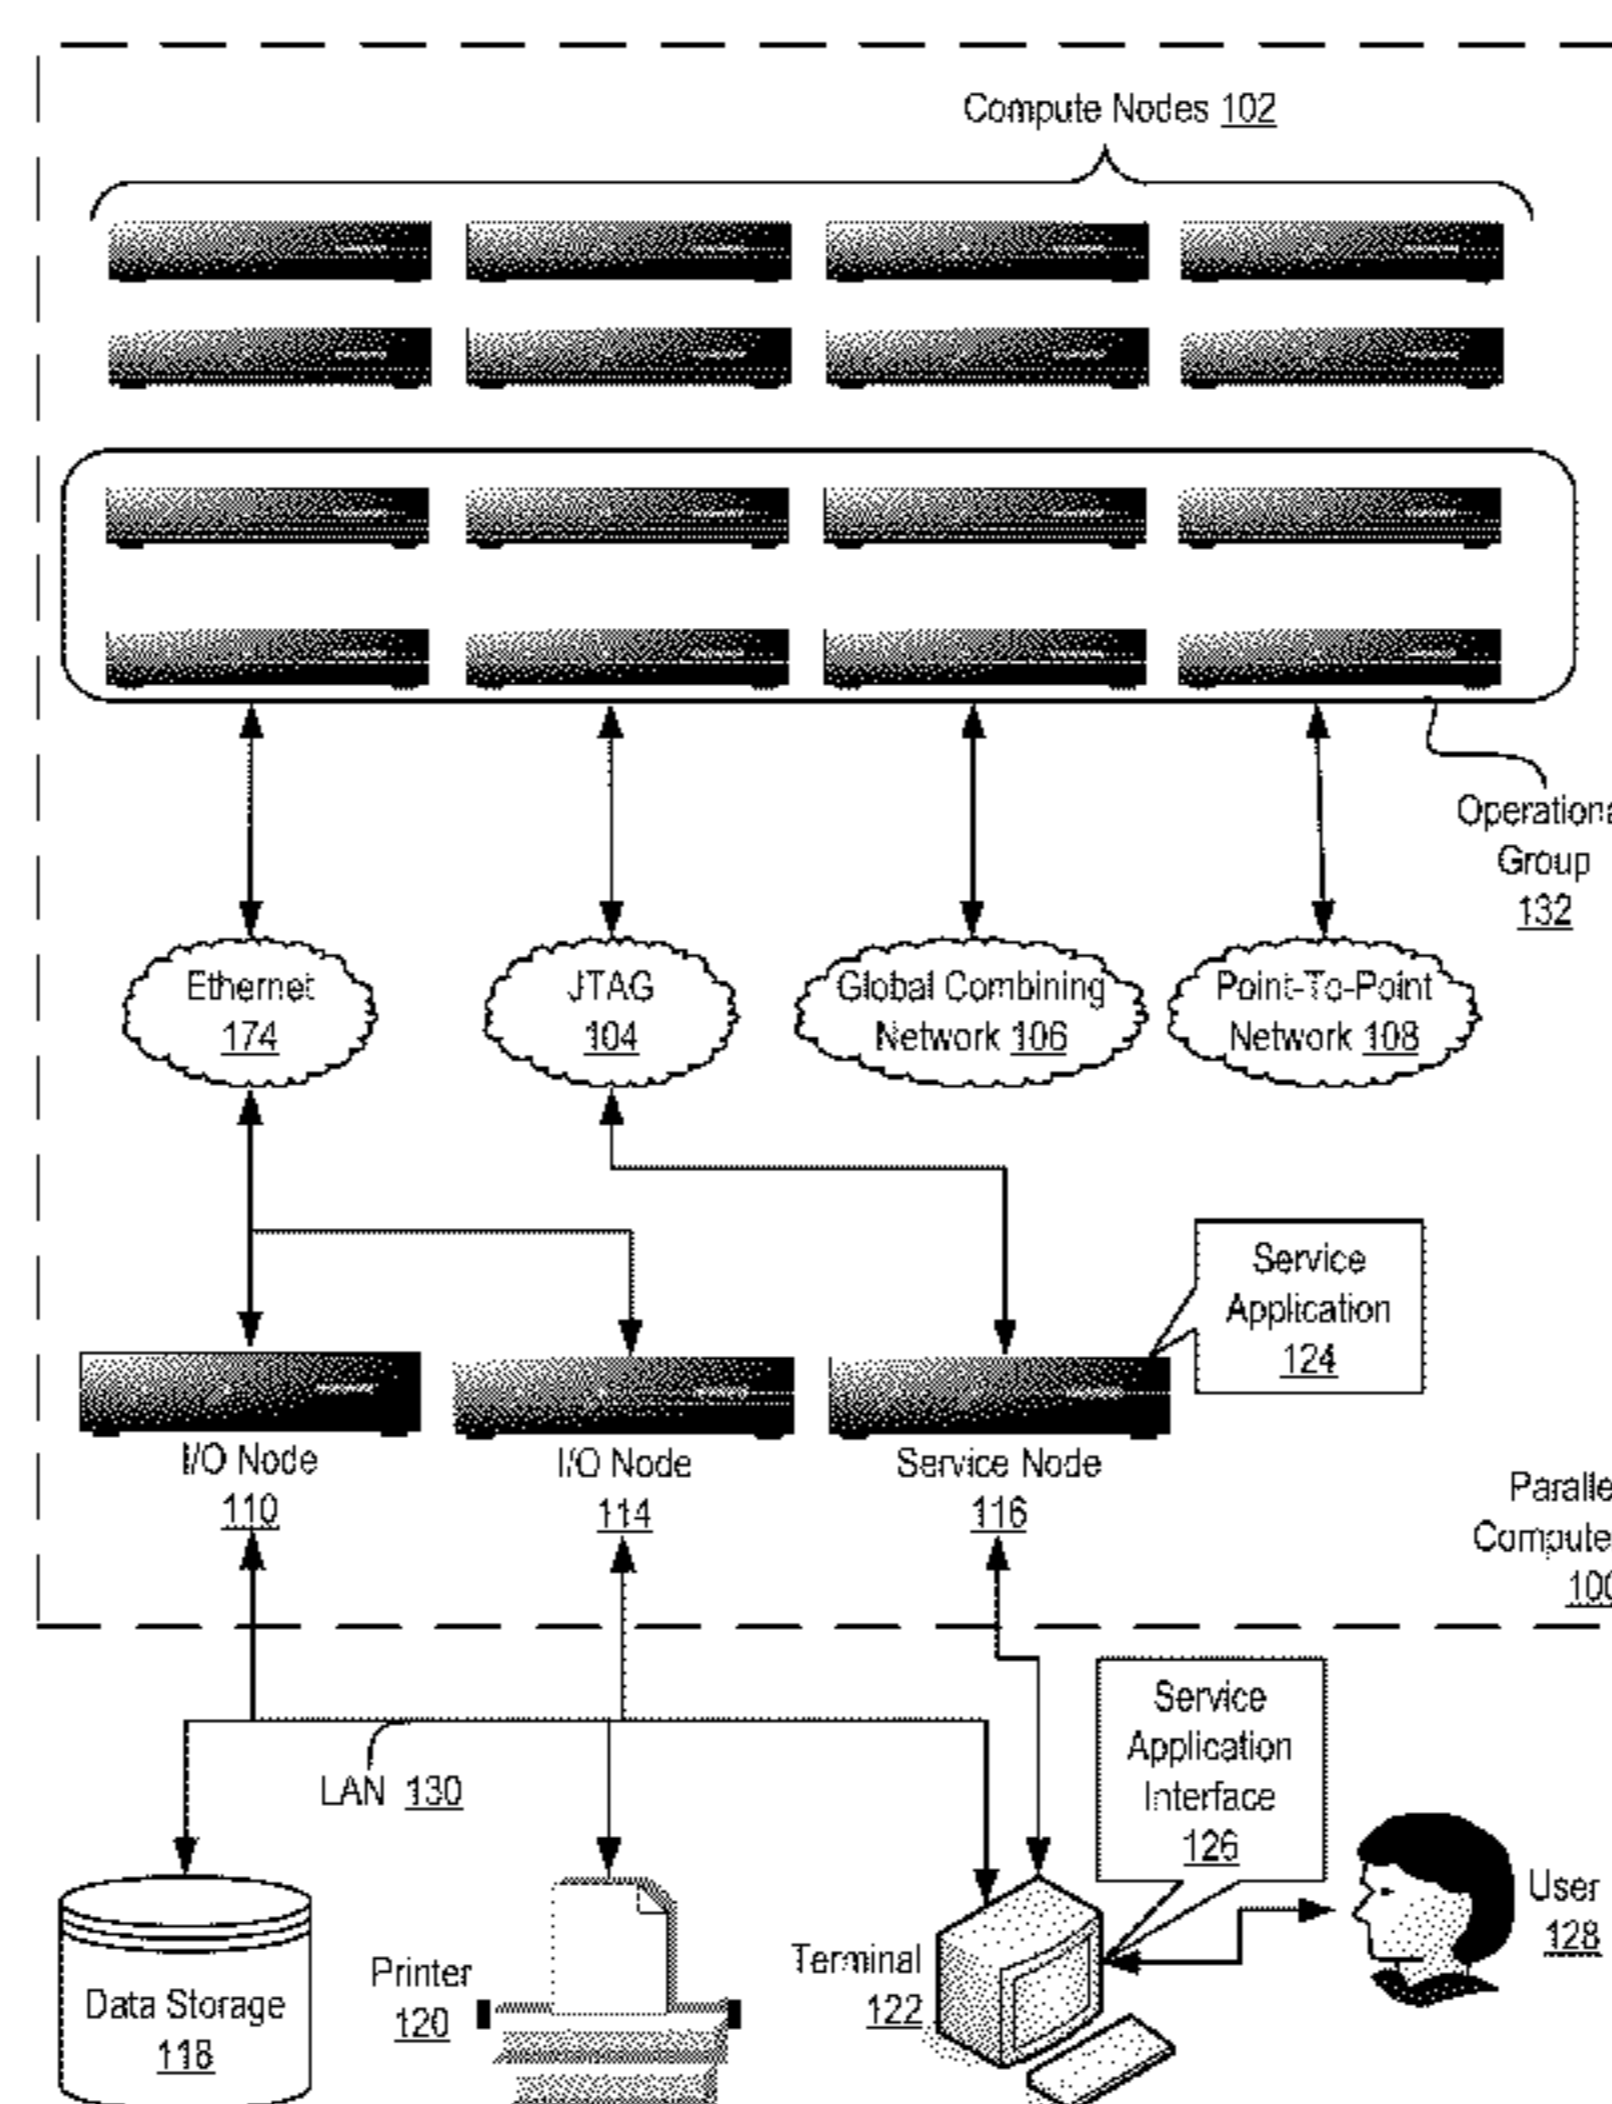 Compute Nodes 102
Operationa
Group
132
Ethernet
174
JTAG
104
Global Combining
Network 106
Point-To-Point
Network 108
Service
Application
124
I/O Node
110
I/O Node
114
Service Node
116
Paralle
Compute
100
Service
Application
Interface
126
LAN 130
User
128
Printer
120
Terminal
122
Data Storage
118